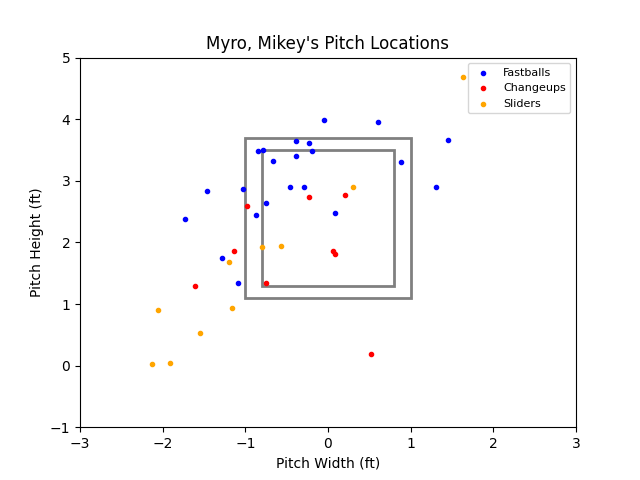 Myro, Mikey's Pitch Locations
Fastballs
Changeups
Sliders
5
4
3
2
1
0
−1
Pitch Height (ft)
−3
−2
−1
0
1
2
3
Pitch Width (ft)